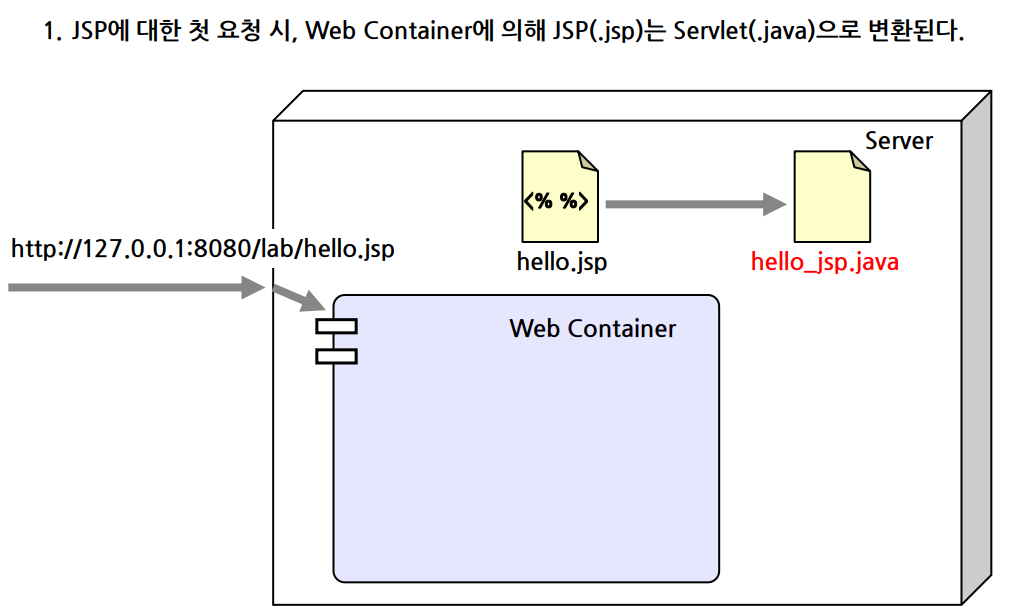 1. JSP에 대한 첫 요청 시, Web Container에 의해 JSP(.jsp)는 Servlet(.java)으로 변환된다.
Server
<% %>
http://127.0.0.1:8080/lab/hello.jsp
hello.jsp
hello_jsp.java
Web Container